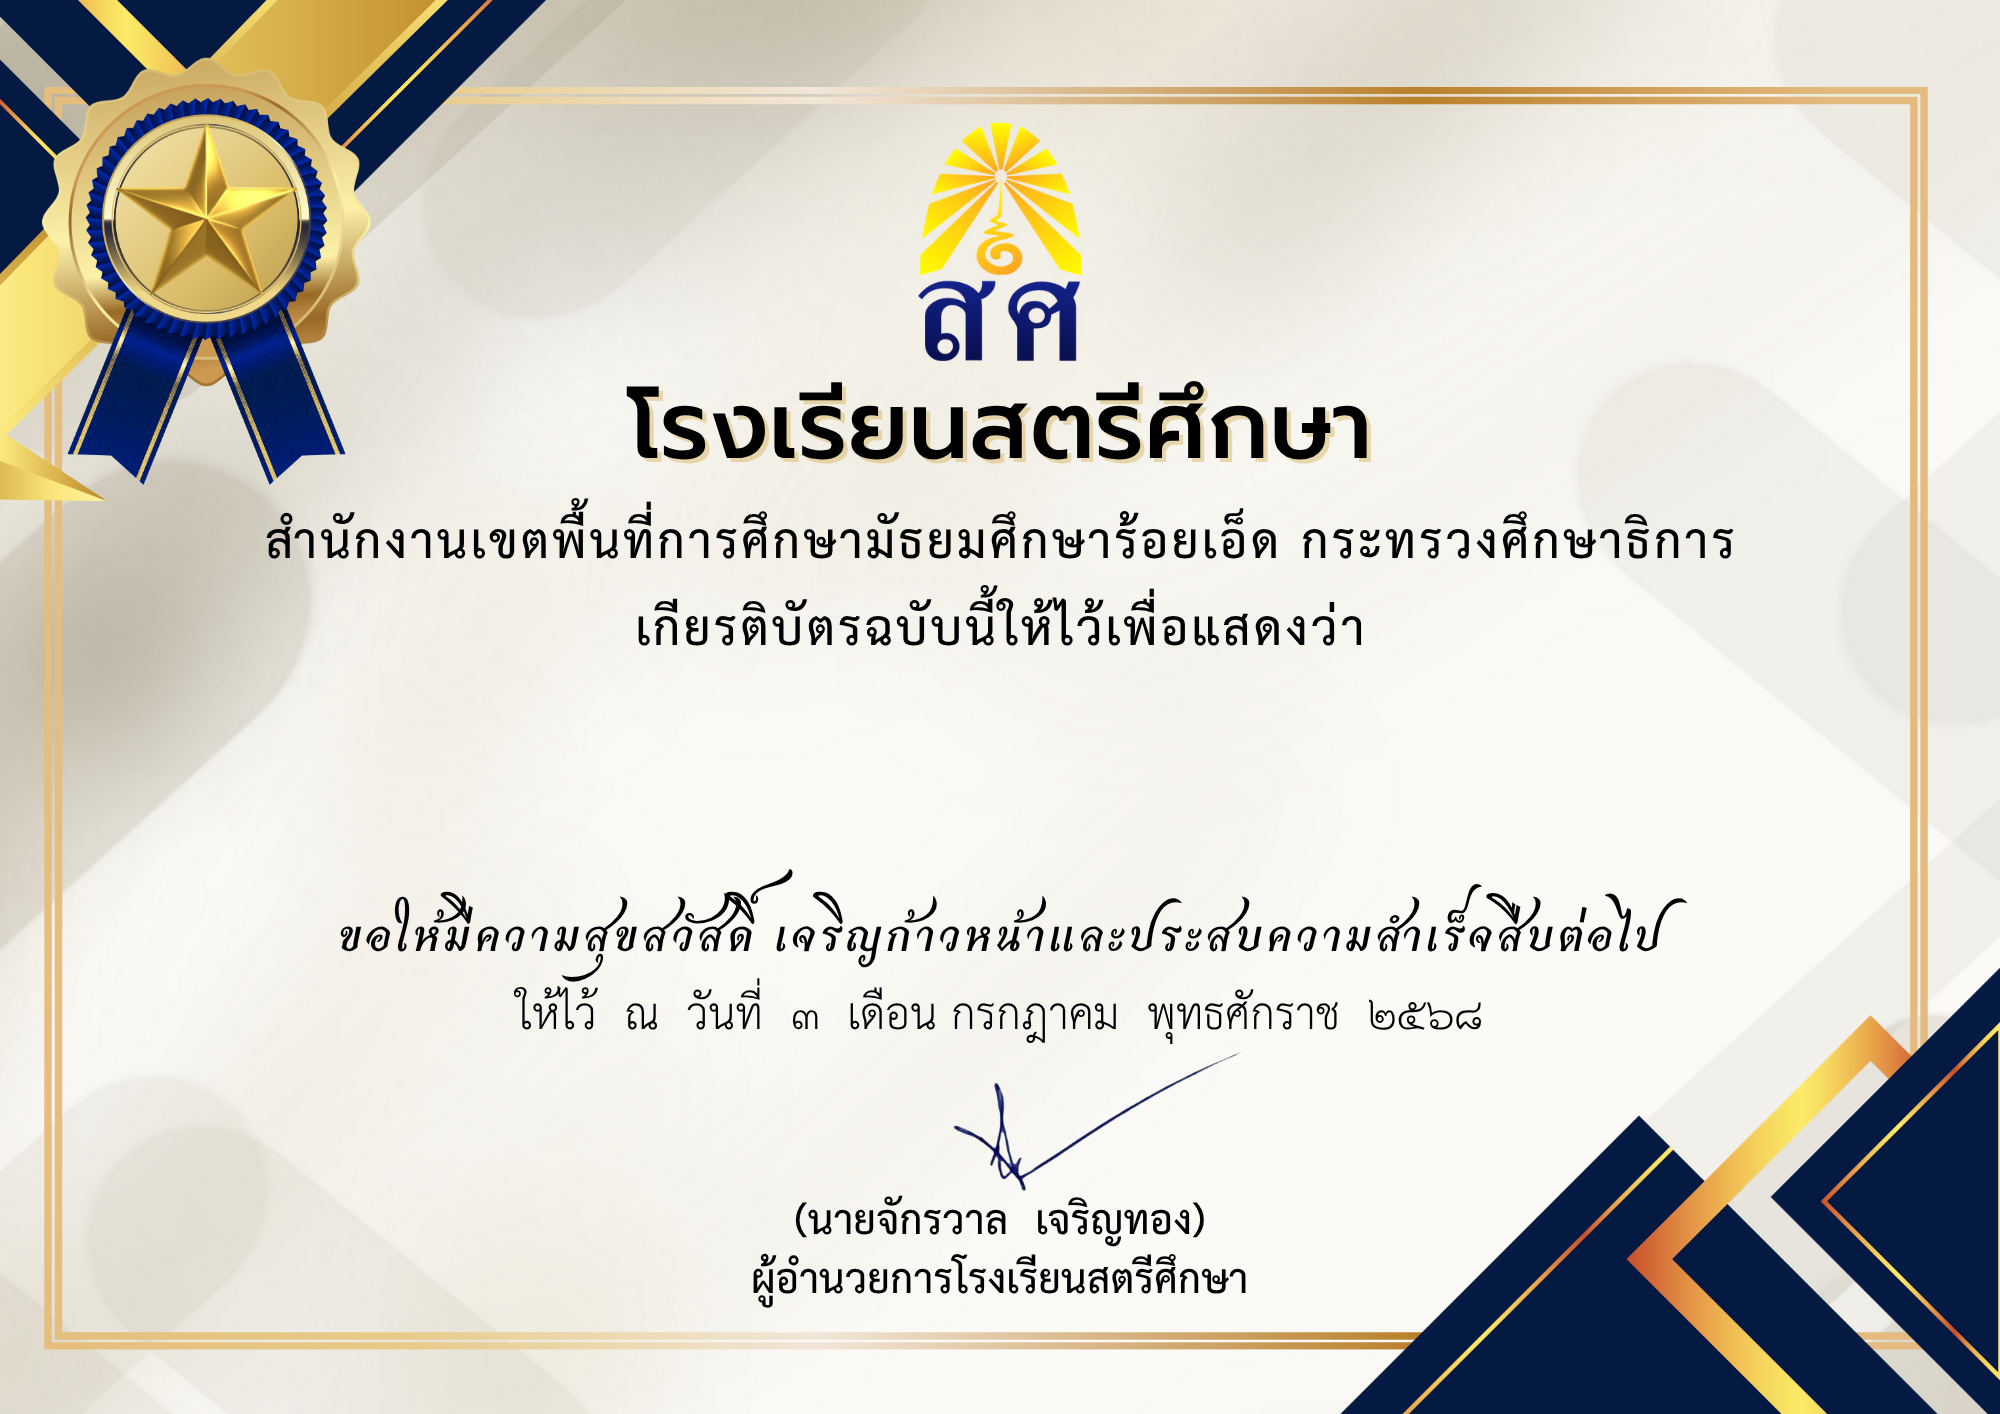 สศ
โรงเรียนสตรีศึกษา
สำนักงานเขตพื้นที่การศึกษามัธยมศึกษาร้อยเอ็ด กระทรวงศึกษาธิการ
เกียรติบัตรฉบับนี้ให้ไว้เพื่อแสดงว่า
ขอให้มีความสุขสวัสดิ์ เจริญก้าวหน้าและประสบความสำเร็จสืบต่อไป
ให้ไว้ ณ วันที่ ๓ เดือน กรกฎาคม พุทธศักราช ๒๕๖๘
(นายจักรวาล เจริญทอง)
ผู้อำนวยการโรงเรียนสตรีศึกษา